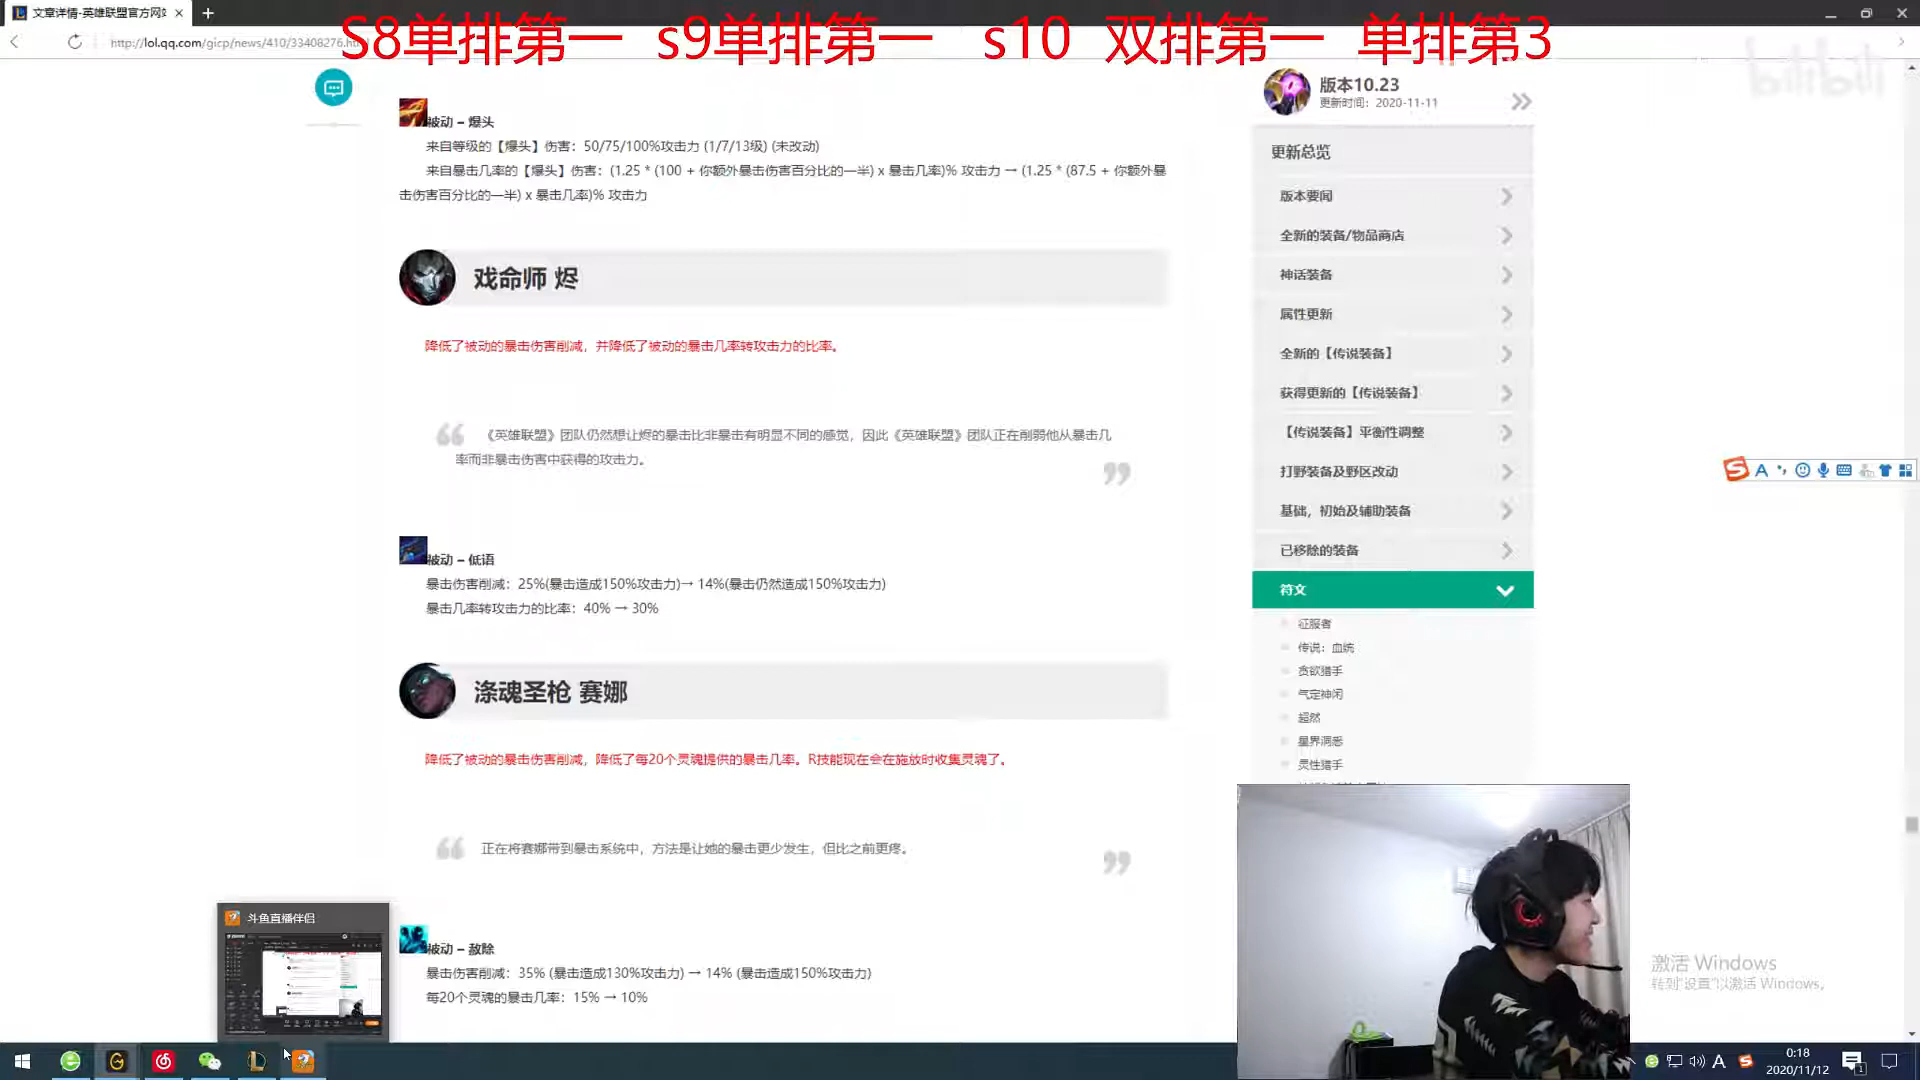 文章详情-英雄联盟官方网
http://lol.qq.com/gicp/news/410/33408276.h
S8单排第一 s9单排第一 s10 双排第一 单排第3
bilibili
被动 – 爆头
来自等级的【爆头】伤害：50/75/100%攻击力 (1/7/13级) (未改动)
来自暴击几率的【爆头】伤害：(1.25 * (100 + 你额外暴击伤害百分比的一半) x 暴击几率)% 攻击力 → (1.25 * (87.5 + 你额外暴
击伤害百分比的一半) x 暴击几率)% 攻击力
戏命师 烬
降低了被动的暴击伤害削减，并降低了被动的暴击几率转攻击力的比率。
《英雄联盟》团队仍然想让烬的暴击比非暴击有明显不同的感觉，因此《英雄联盟》团队正在削弱他从暴击几
率而非暴击伤害中获得的攻击力。
被动 – 低语
暴击伤害削减：25%(暴击造成150%攻击力)→ 14%(暴击仍然造成150%攻击力)
暴击几率转攻击力的比率：40% → 30%
涤魂圣枪 赛娜
降低了被动的暴击伤害削减，降低了每20个灵魂提供的暴击几率。R技能现在会在施放时收集灵魂了。
正在将赛娜带到暴击系统中，方法是让她的暴击更少发生，但比之前更疼。
被动 – 赦除
暴击伤害削减：35% (暴击造成130%攻击力) → 14% (暴击造成150%攻击力)
每20个灵魂的暴击几率：15% → 10%
版本10.23
更新时间：2020-11-11
更新总览
版本要闻
全新的装备/物品商店
神话装备
属性更新
全新的【传说装备】
获得更新的【传说装备】
【传说装备】平衡性调整
打野装备及野区改动
基础，初始及辅助装备
已移除的装备
符文
征服者
传说：血统
贪欲猎手
气定神闲
超然
星界洞悉
灵性猎手
斗鱼直播伴侣
激活 Windows
转到"设置"以激活 Windows。
0:18
2020/11/12